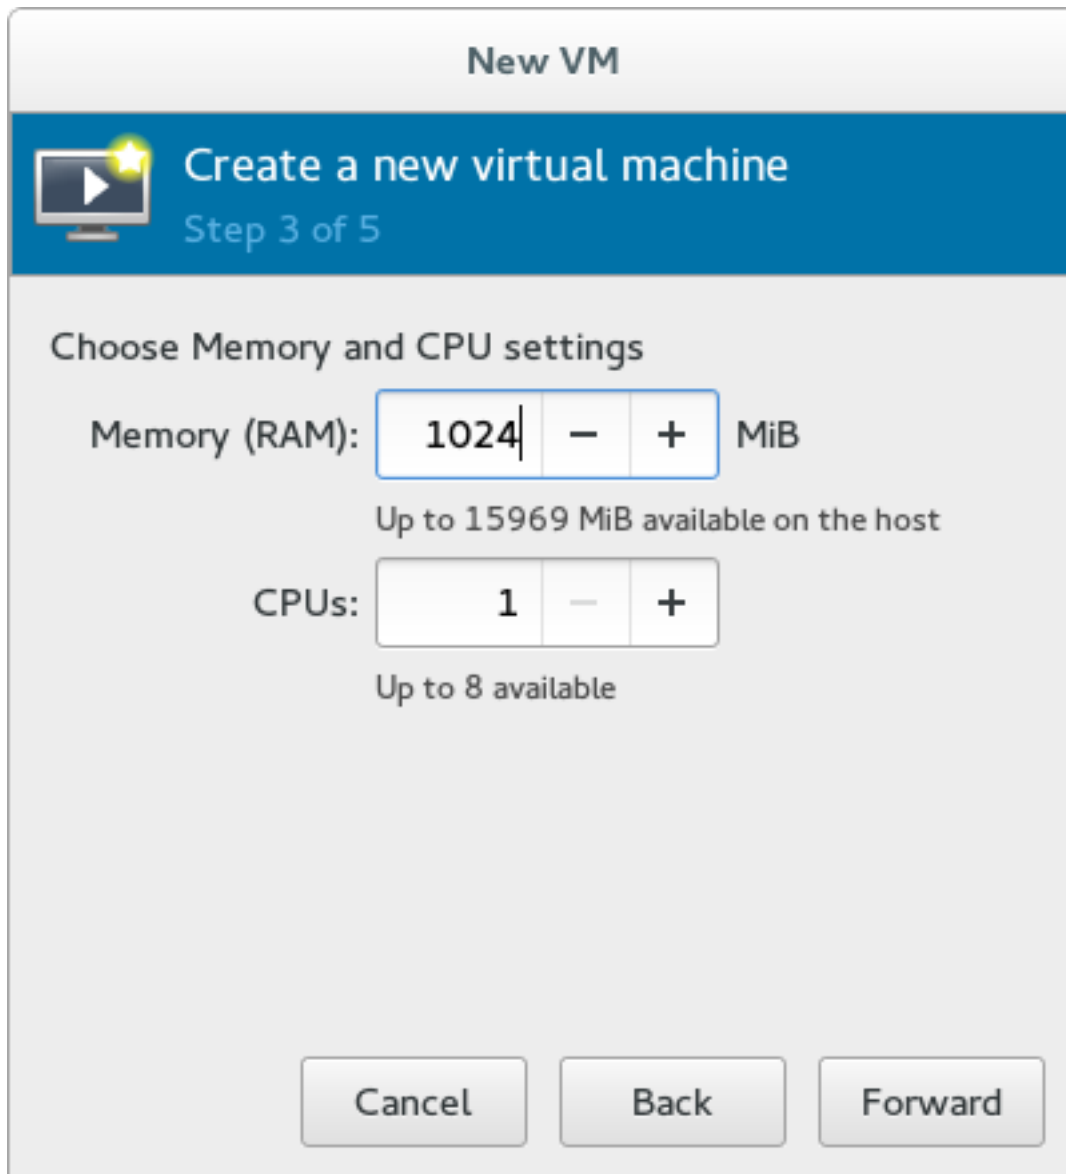 New VM
Create a new virtual machine
Step 3 of 5
Choose Memory and CPU settings
Memory (RAM): 1024 − + MiB
Up to 15969 MiB available on the host
CPUs: 1 − +
Up to 8 available
Cancel Back Forward